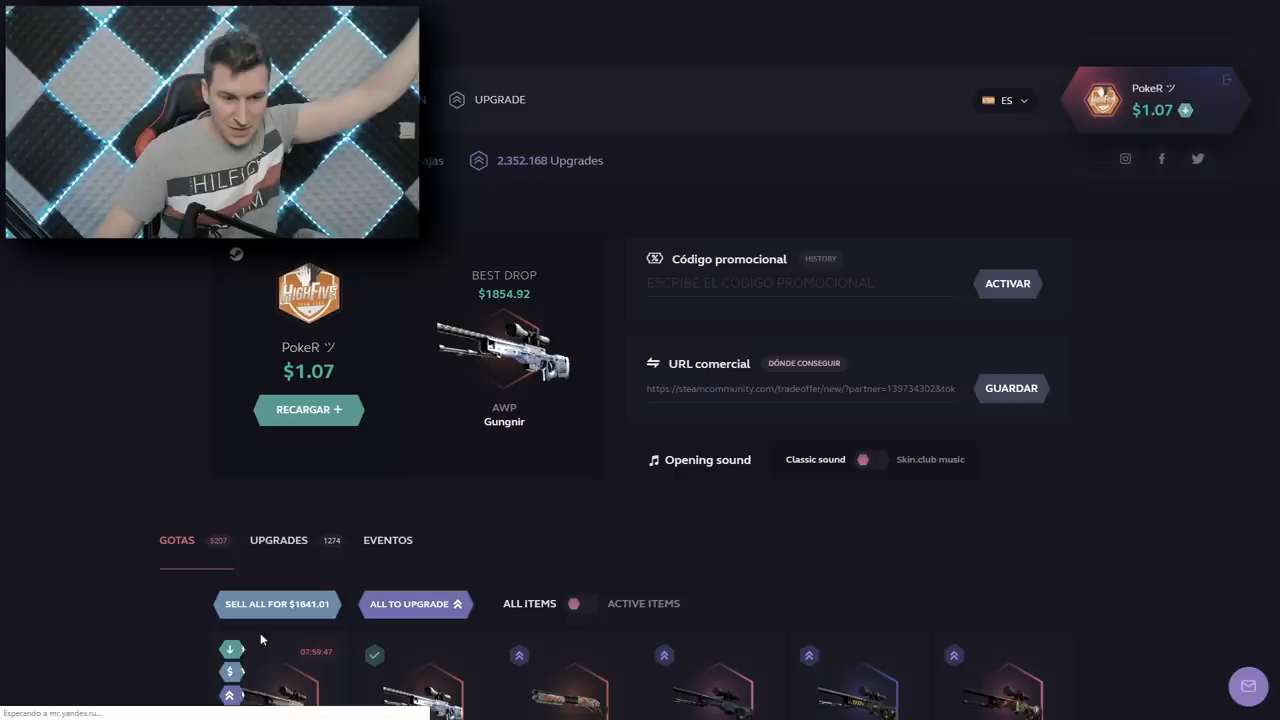 N
UPGRADE
ES
PokeR ツ
$1.07
ajas
2.352.168 Upgrades
HILFIG
HIGHFIVE
PokeR ツ
$1.07
RECARGAR +
BEST DROP
$1854.92
AWP
Gungnir
Código promocional
HISTORY
ESCRIBE EL CÓDIGO PROMOCIONAL
ACTIVAR
URL comercial
DÓNDE CONSEGUIR
https://steamcommunity.com/tradeoffer/new/?partner=139734302&tok
GUARDAR
Opening sound
Classic sound
Skin.club music
GOTAS 5207
UPGRADES 1274
EVENTOS
SELL ALL FOR $1641.01
ALL TO UPGRADE
ALL ITEMS
ACTIVE ITEMS
07:59:47
$
Esperando a mc.yandex.ru...